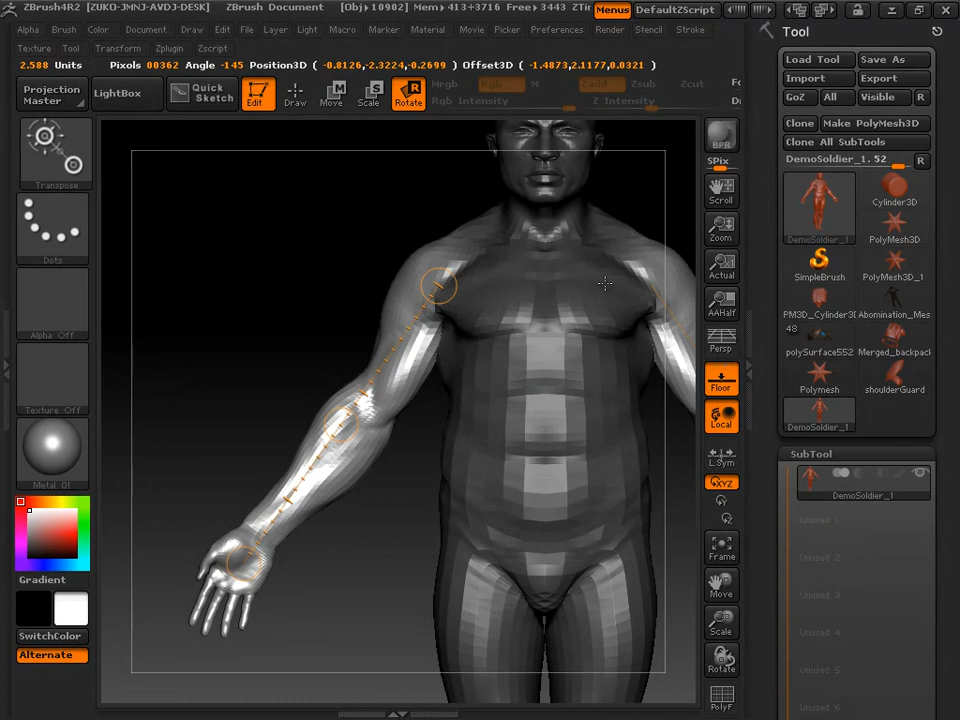 ZBrush4R2 [ZUKO-JMNJ-AVDJ-DESK] ZBrush Document [Obj] 10902] Mem▶413+3716 Free▶3443 ZTi Menus DefaultZScript
Alpha Brush Color Document Draw Edit File Layer Light Macro Marker Material Movie Picker Preferences Render Stencil Stroke
Texture Tool Transform Zplugin Zscript
Tool
2.588 Units Pixols 00362 Angle -145 Position3D ( -0.8126,-2.3224,-0.2699 ) Offset3D ( -1.4873,2.1177,0.0321 )
Load Tool Save As
Import Export
GoZ All Visible R
Projection Master
LightBox
Quick Sketch
Edit Draw Move Scale Rotate
Mrgb Rgb M Zadd Zsub Zcut Fo
Rgb Intensity Z Intensity D
Clone Make PolyMesh3D
Clone All SubTools
DemoSoldier_1. 52 R
Transpose
Dots
Alpha Off
Texture Off
Metal 01
Gradient
SwitchColor
Alternate
BPR
SPix
Scroll
Zoom
Actual
AAHalf
Persp
Floor
Local
L.Sym
XYZ
Y
Z
Frame
Move
Scale
Rotate
PolyF
DemoSoldier_1 Cylinder3D
PolyMesh3D
SimpleBrush PolyMesh3D_1
PM3D_Cylinder3I Abomination_Mes
48
polySurface552 Merged_backpack
Polymesh shoulderGuard
DemoSoldier_1
SubTool
DemoSoldier_1
Unused 1
Unused 2
Unused 3
Unused 4
Unused 5
Unused 6